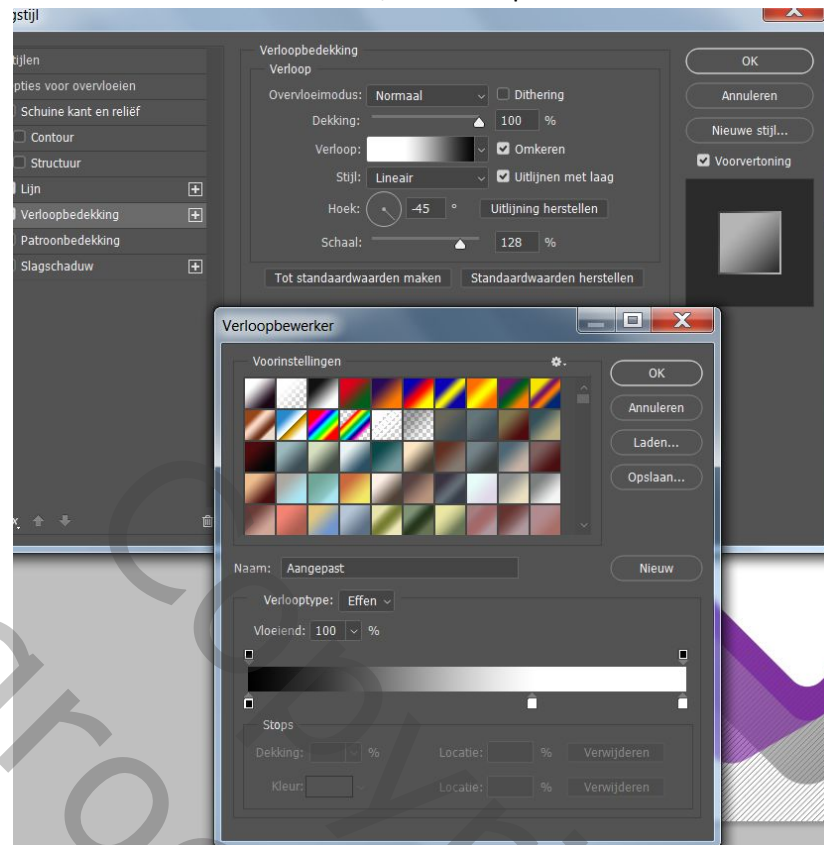 gstijl
tijlen
pties voor overvloeien
Schuine kant en reliëf
Contour
Structuur
Lijn
Verloopbedekking
Patroonbedekking
Slagschaduw
Verloopbedekking
Verloop
Overvloeimodus: Normaal Dithering
Dekking: 100 %
Verloop: Omkeren
Stijl: Lineair Uitlijnen met laag
Hoek: -45 ° Uitlijning herstellen
Schaal: 128 %
Tot standaardwaarden maken Standaardwaarden herstellen
OK
Annuleren
Nieuwe stijl...
Voorvertoning
Verloopbewerker
Voorinstellingen
OK
Annuleren
Laden...
Opslaan...
Naam: Aangepast Nieuw
Verlooptype: Effen
Vloeiend: 100 %
Stops
Dekking: % Locatie: % Verwijderen
Kleur: Locatie: % Verwijderen